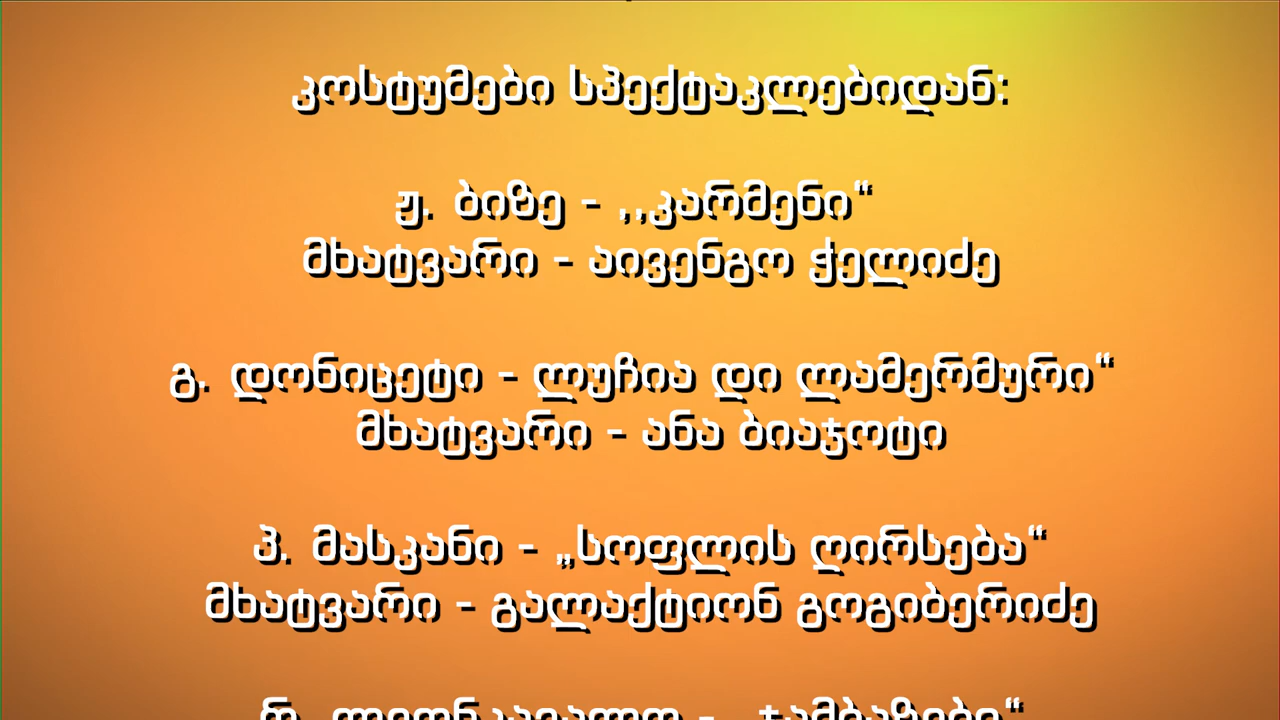 კოსტუმები სპექტაკლებიდან:
ჟ. ბიზე - ,,კარმენი“
მხატვარი - აივენგო ჭელიძე
გ. დონიცეტი - ლუჩია დი ლამერმური“
მხატვარი - ანა ბიაჯოტი
პ. მასკანი - „სოფლის ღირსება“
მხატვარი - გალაქტიონ გოგიბერიძე